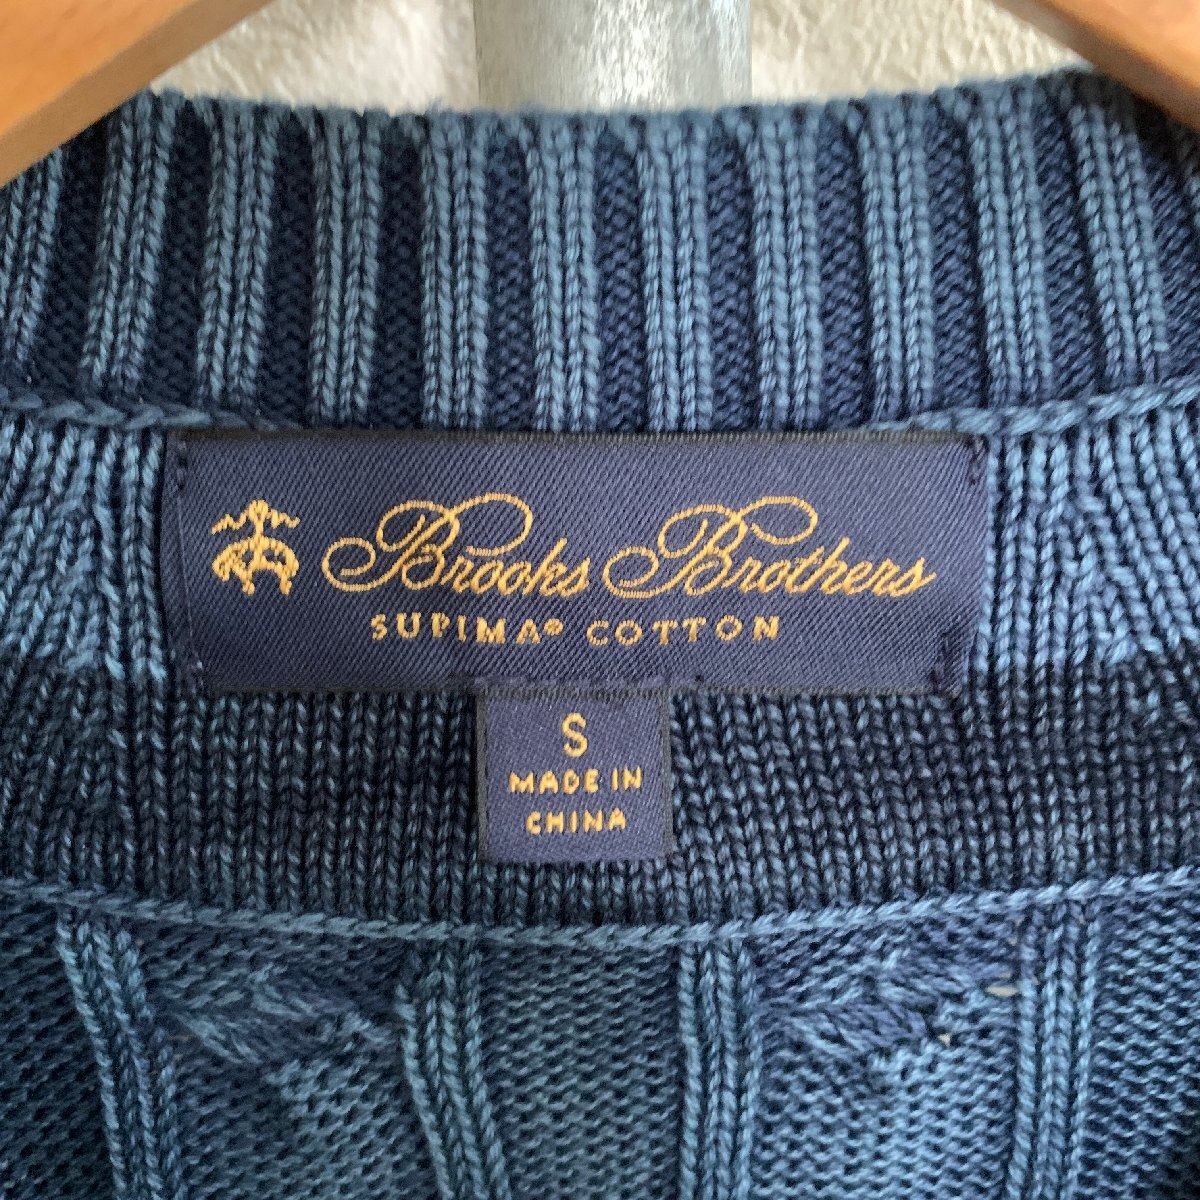 Brooks Brothers
SUPIMA® COTTON
S
MADE IN
CHINA